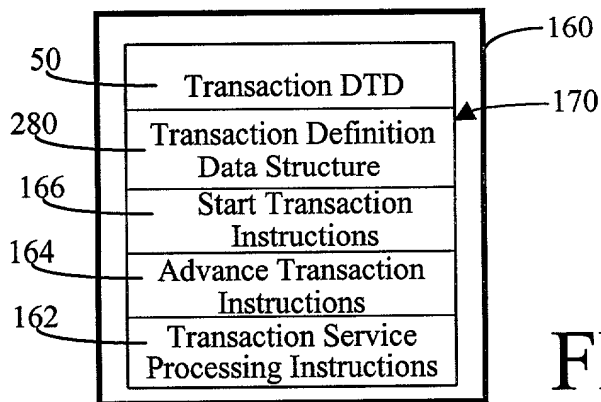 160
50
Transaction DTD
170
280
Transaction Definition
Data Structure
166
Start Transaction
Instructions
164
Advance Transaction
Instructions
162
Transaction Service
Processing Instructions